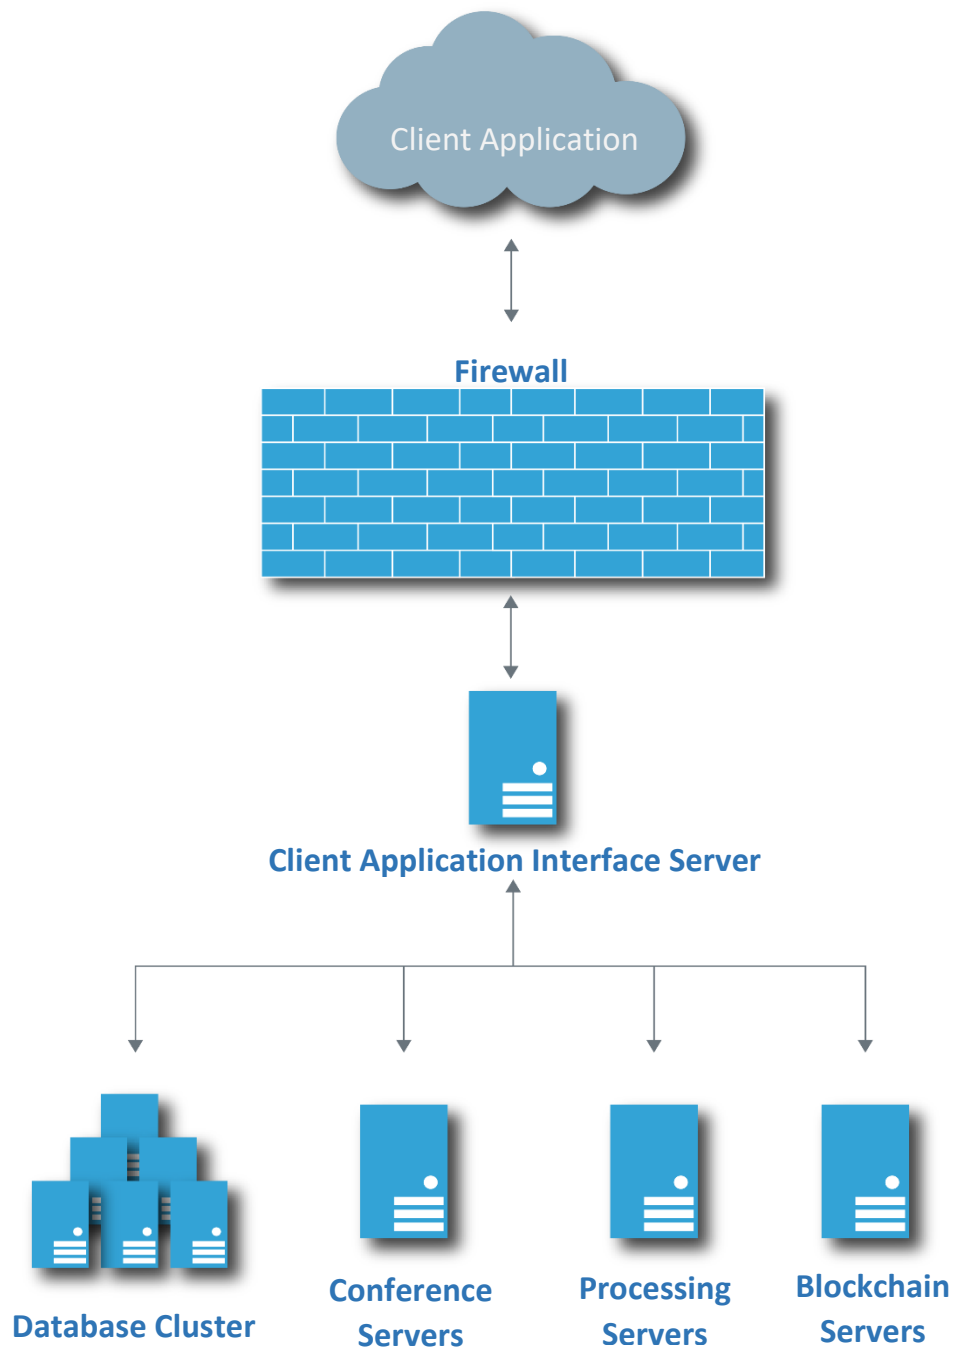 Client Application
Firewall
Client Application Interface Server
Database Cluster
Conference
Servers
Processing
Servers
Blockchain
Servers